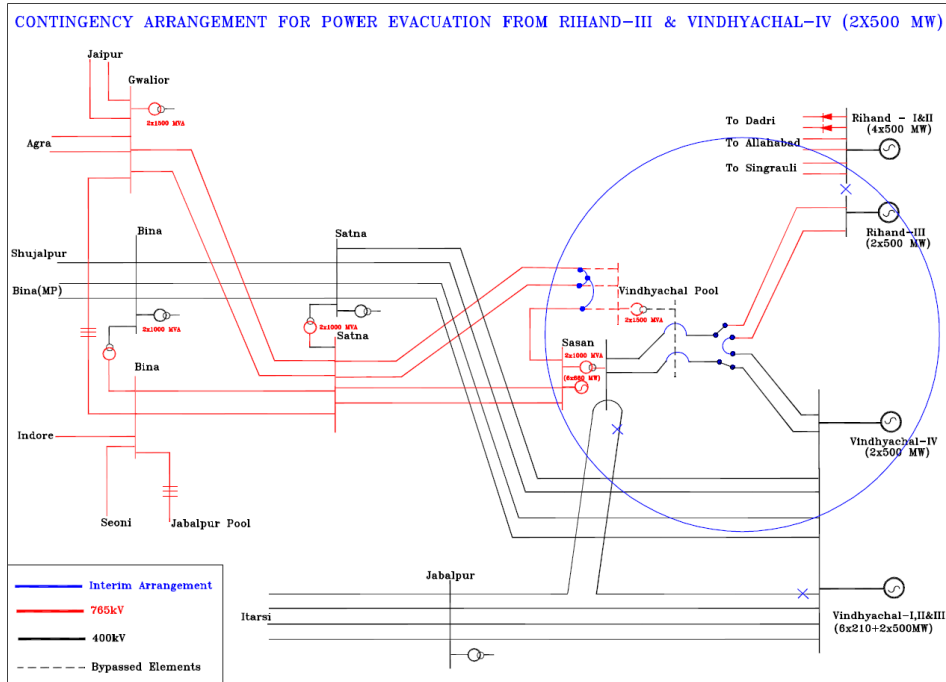 CONTINGENCY ARRANGEMENT FOR POWER EVACUATION FROM RIHAND-III & VINDHYACHAL-IV (2X500 MW)
Jaipur
Gwalior
2x1500 MVA
Agra
To Dadri
Rihand - I&II
(4x500 MW)
To Allahabad
To Singrauli
Rihand-III
(2x500 MW)
Bina
Satna
Shujalpur
Bina(MP)
2x1000 MVA
2x1000 MVA
Satna
Vindhyachal Pool
2x1500 MVA
Sasan
2x1000 MVA
(6x660 MW)
Bina
Indore
Vindhyachal-IV
(2x500 MW)
Seoni
Jabalpur Pool
Interim Arrangement
765kV
400kV
Bypassed Elements
Jabalpur
Itarsi
Vindhyachal-I,II&III
(6x210+2x500MW)